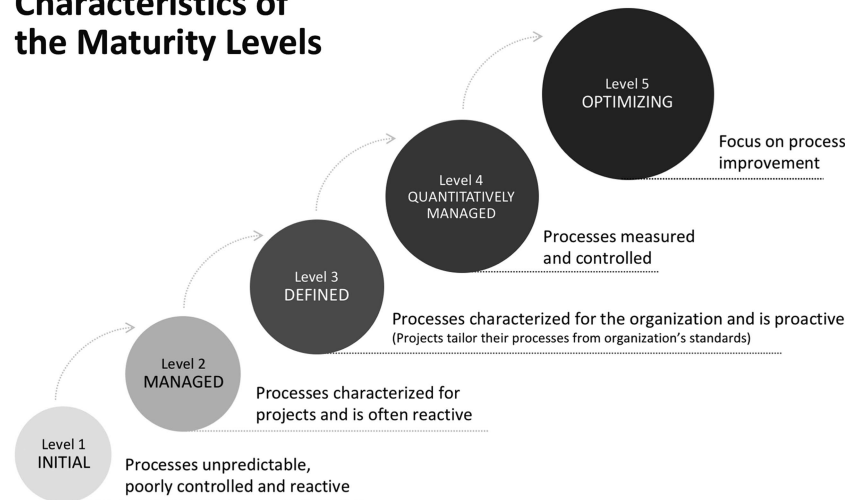 Characteristics of
the Maturity Levels
Level 5
OPTIMIZING
Focus on process
improvement
Level 4
QUANTITATIVELY
MANAGED
Processes measured
and controlled
Level 3
DEFINED
Processes characterized for the organization and is proactive
(Projects tailor their processes from organization’s standards)
Level 2
MANAGED
Processes characterized for
projects and is often reactive
Level 1
INITIAL
Processes unpredictable,
poorly controlled and reactive